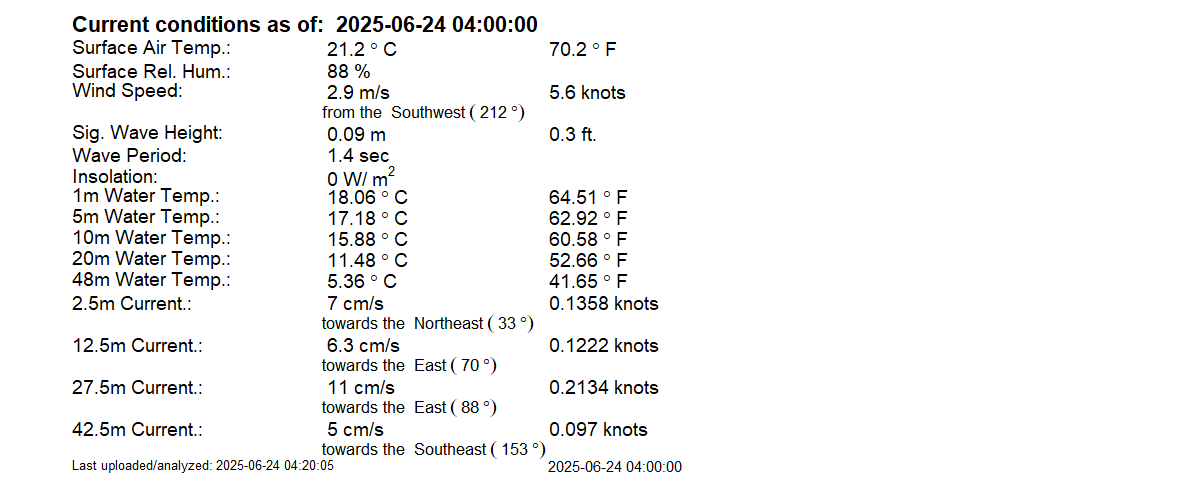 Current conditions as of: 2025-06-24 04:00:00
Surface Air Temp.: 21.2 ° C 70.2 ° F
Surface Rel. Hum.: 88 %
Wind Speed: 2.9 m/s 5.6 knots
from the Southwest ( 212 °)
Sig. Wave Height: 0.09 m 0.3 ft.
Wave Period: 1.4 sec
Insolation: 0 W/ m²
1m Water Temp.: 18.06 ° C 64.51 ° F
5m Water Temp.: 17.18 ° C 62.92 ° F
10m Water Temp.: 15.88 ° C 60.58 ° F
20m Water Temp.: 11.48 ° C 52.66 ° F
48m Water Temp.: 5.36 ° C 41.65 ° F
2.5m Current.: 7 cm/s 0.1358 knots
towards the Northeast ( 33 °)
12.5m Current.: 6.3 cm/s 0.1222 knots
towards the East ( 70 °)
27.5m Current.: 11 cm/s 0.2134 knots
towards the East ( 88 °)
42.5m Current.: 5 cm/s 0.097 knots
towards the Southeast ( 153 °)
Last uploaded/analyzed: 2025-06-24 04:20:05 2025-06-24 04:00:00